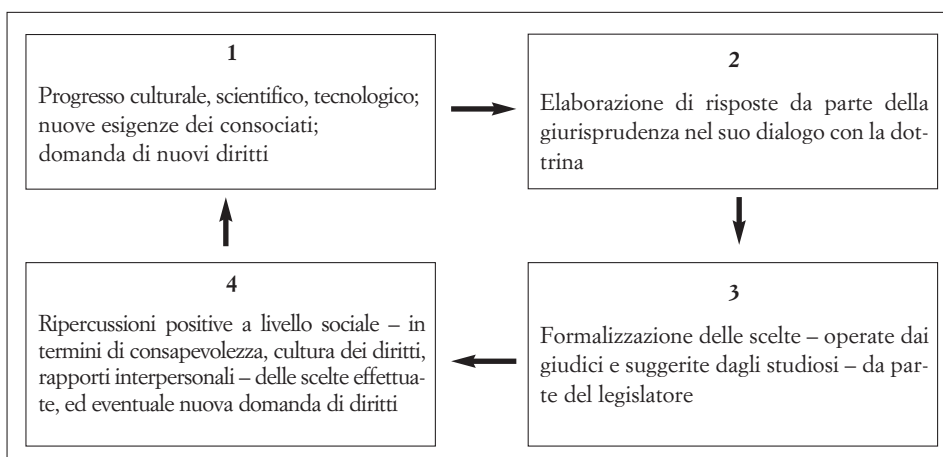 1
Progresso culturale, scientifico, tecnologico;
nuove esigenze dei consociati;
domanda di nuovi diritti
2
Elaborazione di risposte da parte della
giurisprudenza nel suo dialogo con la dot-
trina
3
Formalizzazione delle scelte – operate dai
giudici e suggerite dagli studiosi – da par-
te del legislatore
4
Ripercussioni positive a livello sociale – in
termini di consapevolezza, cultura dei diritti,
rapporti interpersonali – delle scelte effettua-
te, ed eventuale nuova domanda di diritti